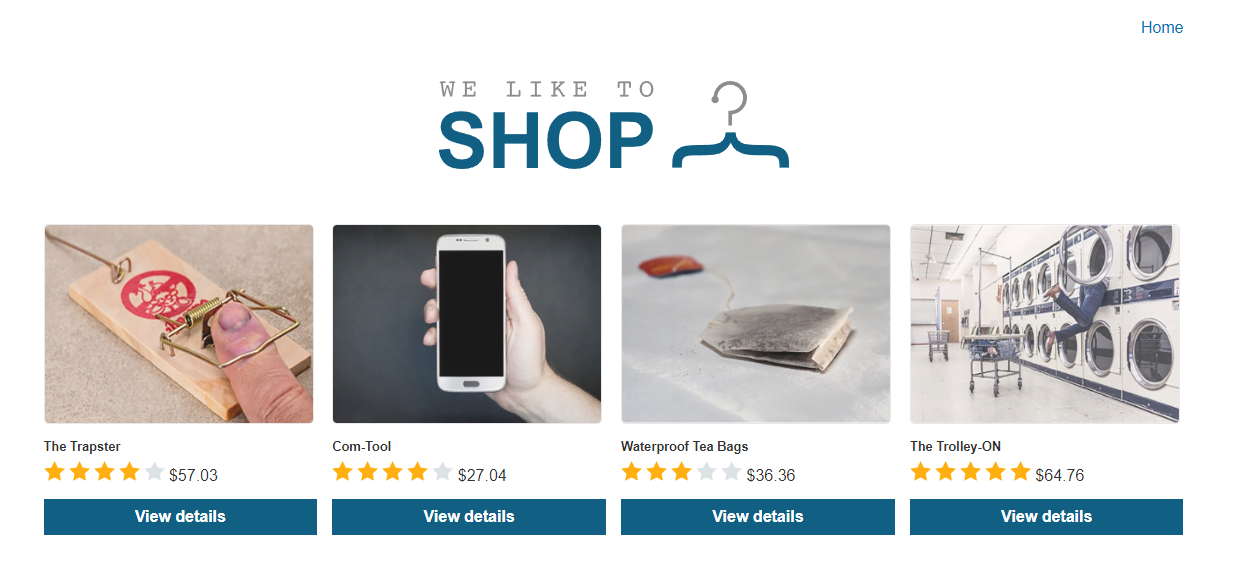 Home
WE LIKE TO
SHOP
The Trapster
Com-Tool
Waterproof Tea Bags
The Trolley-ON
$57.03
$27.04
$36.36
$64.76
View details
View details
View details
View details